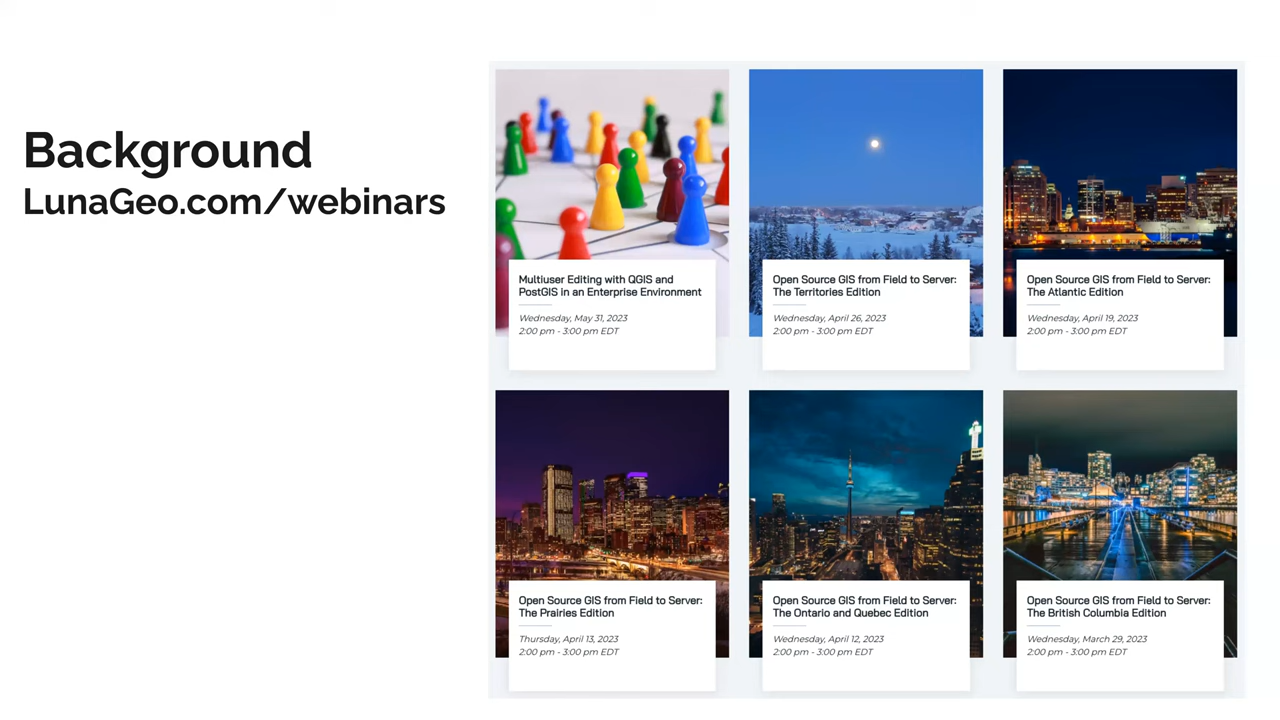 Background
LunaGeo.com/webinars
Multiuser Editing with QGIS and
PostGIS in an Enterprise Environment
Wednesday, May 31, 2023
2:00 pm - 3:00 pm EDT
Open Source GIS from Field to Server:
The Territories Edition
Wednesday, April 26, 2023
2:00 pm - 3:00 pm EDT
Open Source GIS from Field to Server:
The Atlantic Edition
Wednesday, April 19, 2023
2:00 pm - 3:00 pm EDT
Open Source GIS from Field to Server:
The Prairies Edition
Thursday, April 13, 2023
2:00 pm - 3:00 pm EDT
Open Source GIS from Field to Server:
The Ontario and Quebec Edition
Wednesday, April 12, 2023
2:00 pm - 3:00 pm EDT
Open Source GIS from Field to Server:
The British Columbia Edition
Wednesday, March 29, 2023
2:00 pm - 3:00 pm EDT